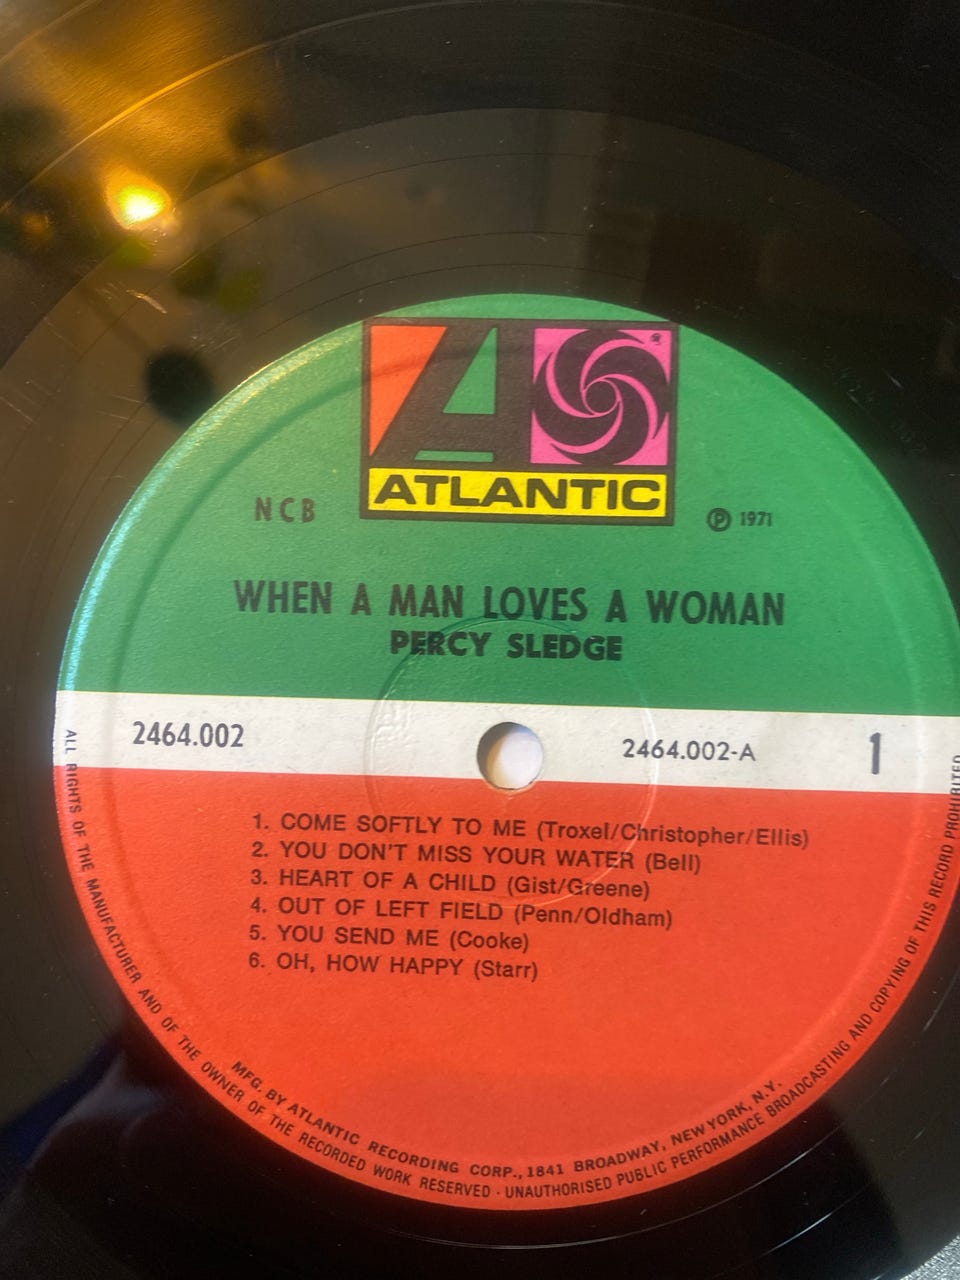 A
ATLANTIC
NCB
℗ 1971
WHEN A MAN LOVES A WOMAN
PERCY SLEDGE
2464.002
2464.002-A
1
1. COME SOFTLY TO ME (Troxel/Christopher/Ellis)
2. YOU DON'T MISS YOUR WATER (Bell)
3. HEART OF A CHILD (Gist/Greene)
4. OUT OF LEFT FIELD (Penn/Oldham)
5. YOU SEND ME (Cooke)
6. OH, HOW HAPPY (Starr)
MFG. BY ATLANTIC RECORDING CORP., 1841 BROADWAY, NEW YORK, N.Y.
ALL RIGHTS OF THE MANUFACTURER AND OF THE OWNER OF THE RECORDED WORK RESERVED · UNAUTHORISED PUBLIC PERFORMANCE BROADCASTING AND COPYING OF THIS RECORD PROHIBITED